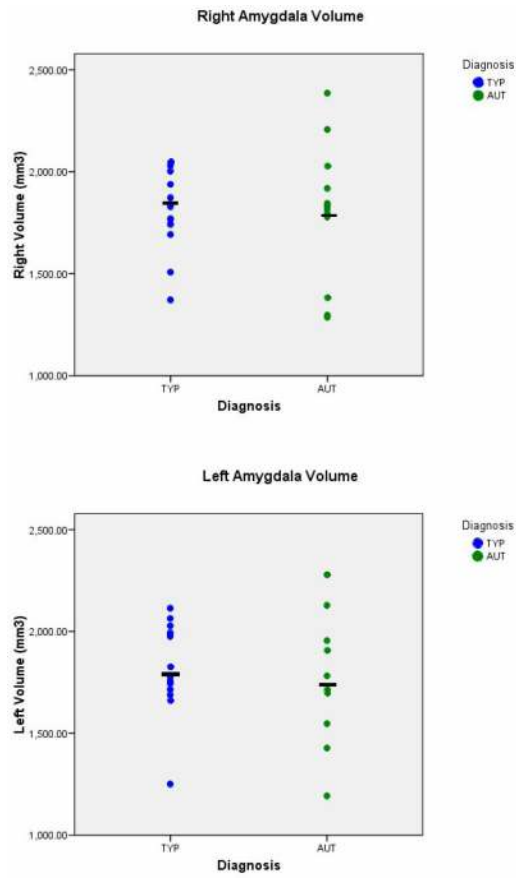 Right Amygdala Volume
2,500.00
2,000.00
1,500.00
1,000.00
Right Volume (mm3)
TYP
AUT
Diagnosis
Diagnosis
TYP
AUT
Left Amygdala Volume
2,500.00
2,000.00
1,500.00
1,000.00
Left Volume (mm3)
TYP
AUT
Diagnosis
Diagnosis
TYP
AUT